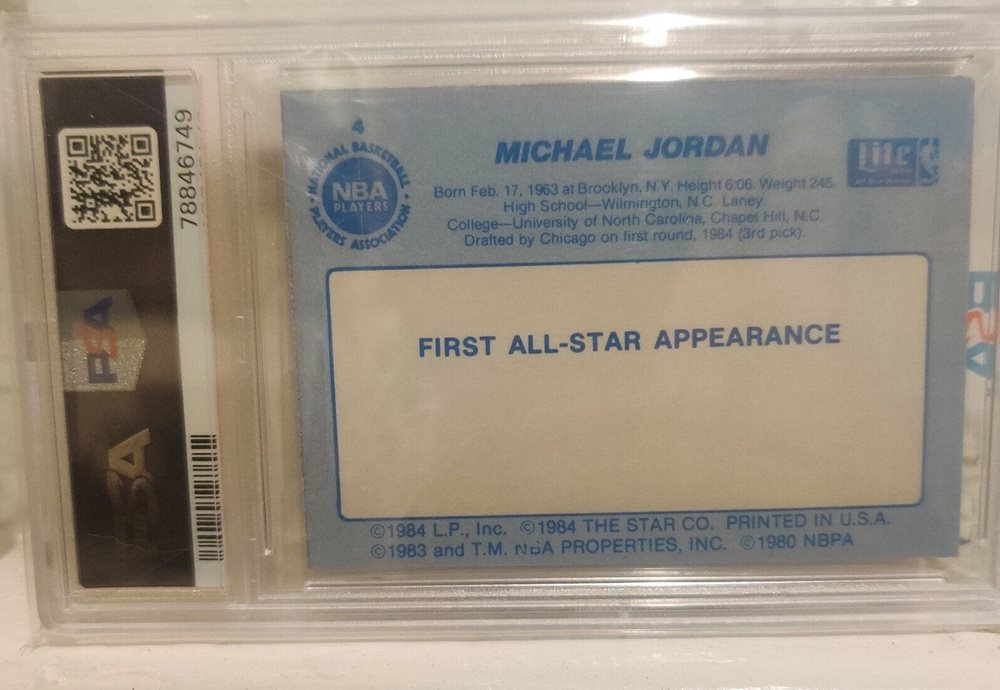 78846749
PSA
PSA
4
NATIONAL BASKETBALL
NBA
PLAYERS
PLAYERS ASSOCIATION
MICHAEL JORDAN
Lite
Born Feb. 17, 1963 at Brooklyn, N.Y. Height 6:06. Weight 245.
High School—Wilmington, N.C. Laney.
College—University of North Carolina, Chapel Hill, N.C.
Drafted by Chicago on first round, 1984 (3rd pick).
FIRST ALL-STAR APPEARANCE
©1984 L.P., Inc. ©1984 THE STAR CO. PRINTED IN U.S.A.
©1983 and T.M. NBA PROPERTIES, INC. ©1980 NBPA